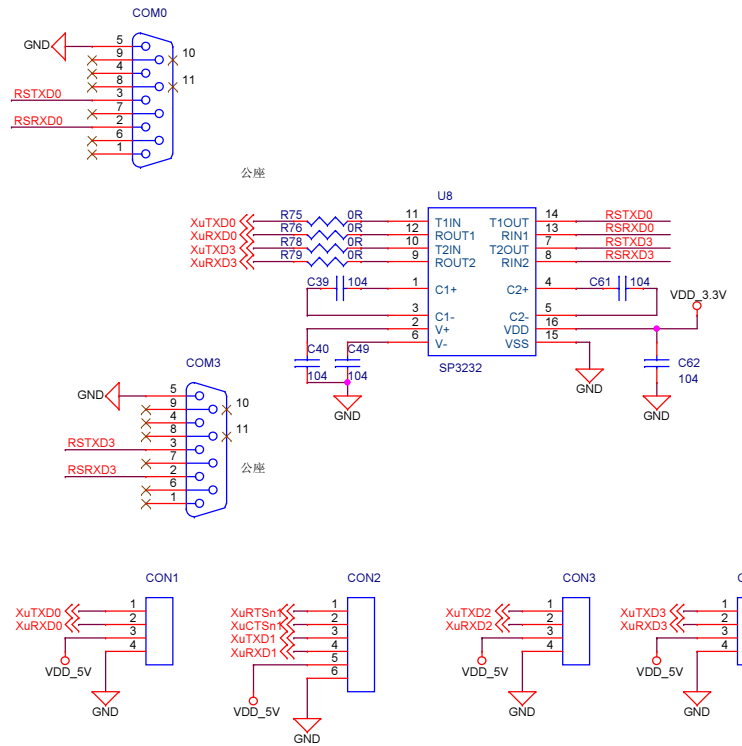 COM0
GND
5
9
10
4
8
11
RSTXD0
3
7
RSRXD0
2
6
1
公座
U8
XuTXD0
R75
0R
11
T1IN
T1OUT
14
RSTXD0
XuRXD0
R76
0R
12
ROUT1
RIN1
13
RSRXD0
XuTXD3
R78
0R
10
T2IN
T2OUT
7
RSTXD3
XuRXD3
R79
0R
9
ROUT2
RIN2
8
RSRXD3
C39
104
1
C1+
C2+
4
C61
104
VDD_3.3V
3
C1-
C2-
5
2
V+
VDD
16
6
V-
VSS
15
C40
104
C49
104
SP3232
GND
GND
C62
104
GND
COM3
GND
5
9
10
4
8
11
RSTXD3
3
7
RSRXD3
2
6
1
公座
CON1
XuTXD0
1
XuRXD0
2
3
4
VDD_5V
GND
CON2
XuRTSn1
1
XuCTSn1
2
XuTXD1
3
XuRXD1
4
5
6
VDD_5V
GND
CON3
XuTXD2
1
XuRXD2
2
3
4
VDD_5V
GND
XuTXD3
1
XuRXD3
2
3
4
VDD_5V
GND